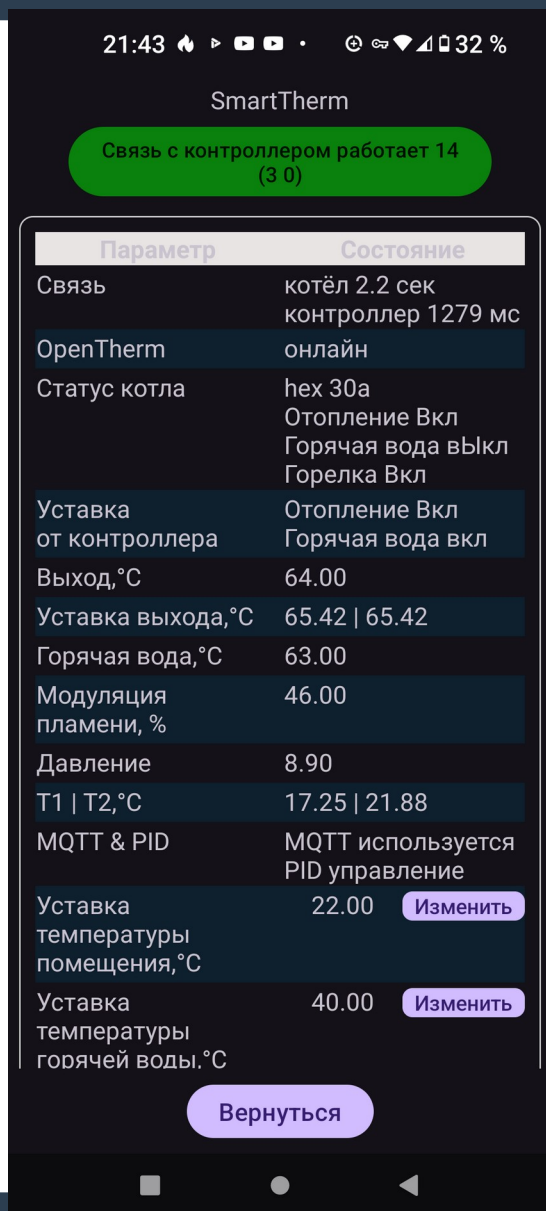 21:43 32 %
SmartTherm
Связь с контроллером работает 14
(3 0)
Параметр Состояние
Связь котёл 2.2 сек
контроллер 1279 мс
OpenTherm онлайн
Статус котла hex 30a
Отопление Вкл
Горячая вода вЫкл
Горелка Вкл
Уставка Отопление Вкл
от контроллера Горячая вода вкл
Выход,°C 64.00
Уставка выхода,°C 65.42 | 65.42
Горячая вода,°C 63.00
Модуляция 46.00
пламени, %
Давление 8.90
T1 | T2,°C 17.25 | 21.88
MQTT & PID MQTT используется
PID управление
Уставка 22.00 Изменить
температуры
помещения,°C
Уставка 40.00 Изменить
температуры
горячей воды,°C
Вернуться